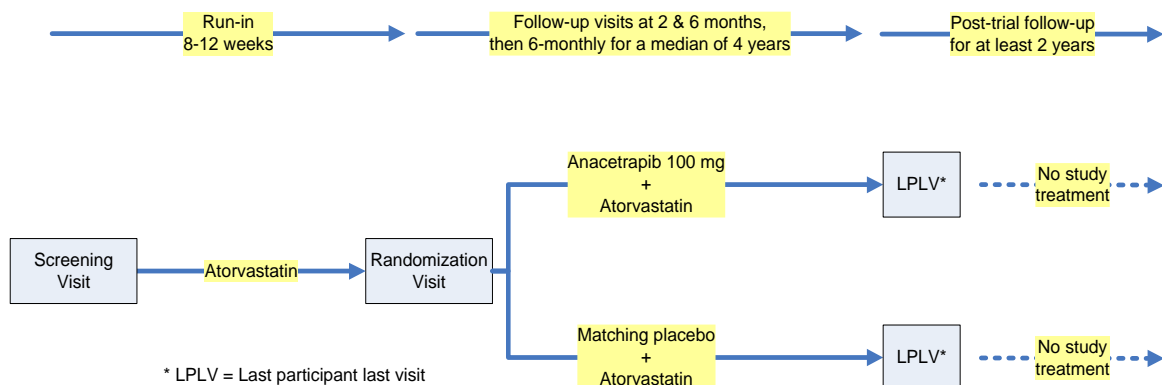 Run-in
8-12 weeks
Follow-up visits at 2 & 6 months,
then 6-monthly for a median of 4 years
Post-trial follow-up
for at least 2 years
Anacetrapib 100 mg
+
Atorvastatin
LPLV*
No study
treatment
Screening
Visit
Atorvastatin
Randomization
Visit
Matching placebo
+
Atorvastatin
LPLV*
No study
treatment
* LPLV = Last participant last visit